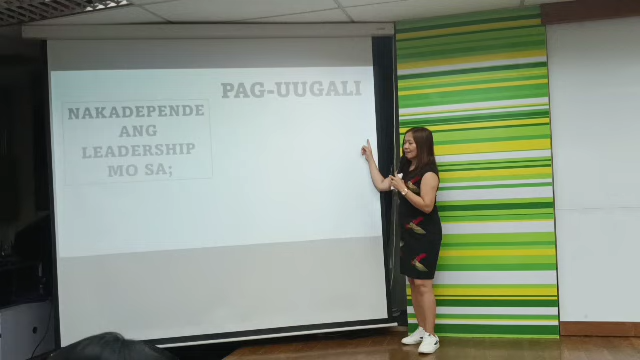 PAG-UUGALI
NAKADEPENDE
ANG
LEADERSHIP
MO SA;